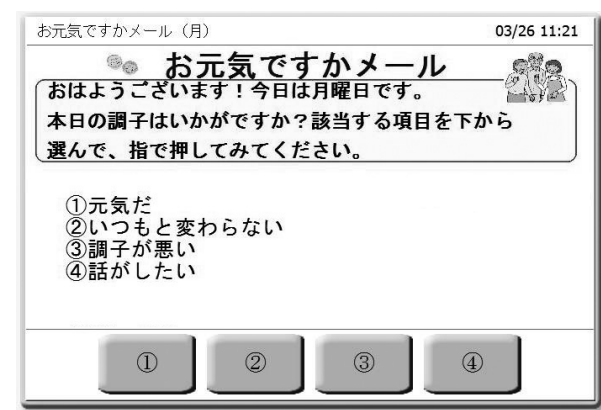 お元気ですかメール（月） 03/26 11:21
お元気ですかメール
おはようございます！今日は月曜日です。
本日の調子はいかがですか？該当する項目を下から
選んで、指で押してみてください。
①元気だ
②いつもと変わらない
③調子が悪い
④話がしたい
① ② ③ ④